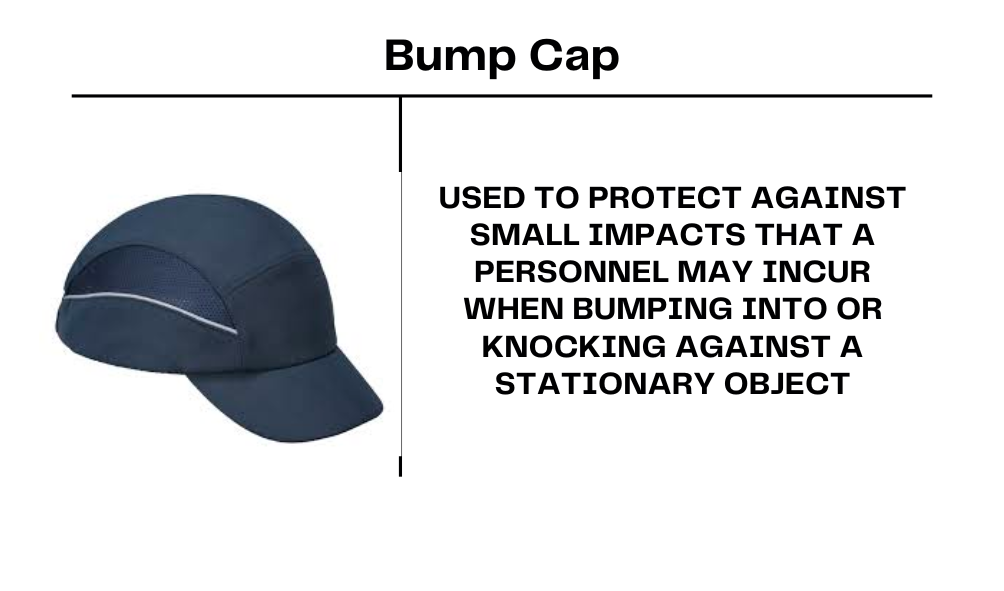 Bump Cap
USED TO PROTECT AGAINST
SMALL IMPACTS THAT A
PERSONNEL MAY INCUR
WHEN BUMPING INTO OR
KNOCKING AGAINST A
STATIONARY OBJECT